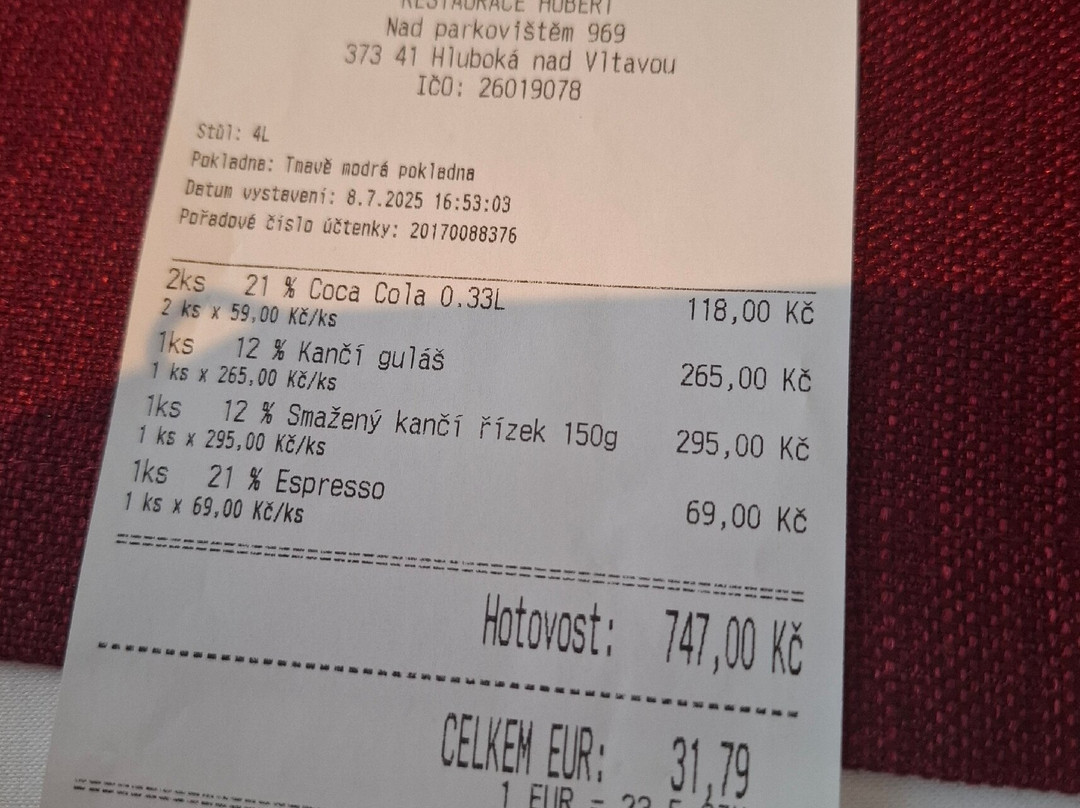 RESTAURACE HUBERT
Nad parkovištěm 969
373 41 Hluboká nad Vltavou
IČO: 26019078
Stůl: 4L
Pokladna: Tmavě modrá pokladna
Datum vystavení: 8.7.2025 16:53:03
Pořadové číslo účtenky: 20170088376
2ks 21 % Coca Cola 0.33L 118,00 Kč
2 ks x 59,00 Kč/ks
1ks 12 % Kančí guláš 265,00 Kč
1 ks x 265,00 Kč/ks
1ks 12 % Smažený kančí řízek 150g 295,00 Kč
1 ks x 295,00 Kč/ks
1ks 21 % Espresso 69,00 Kč
1 ks x 69,00 Kč/ks
Hotovost: 747,00 Kč
CELKEM EUR: 31,79
1 EUR =